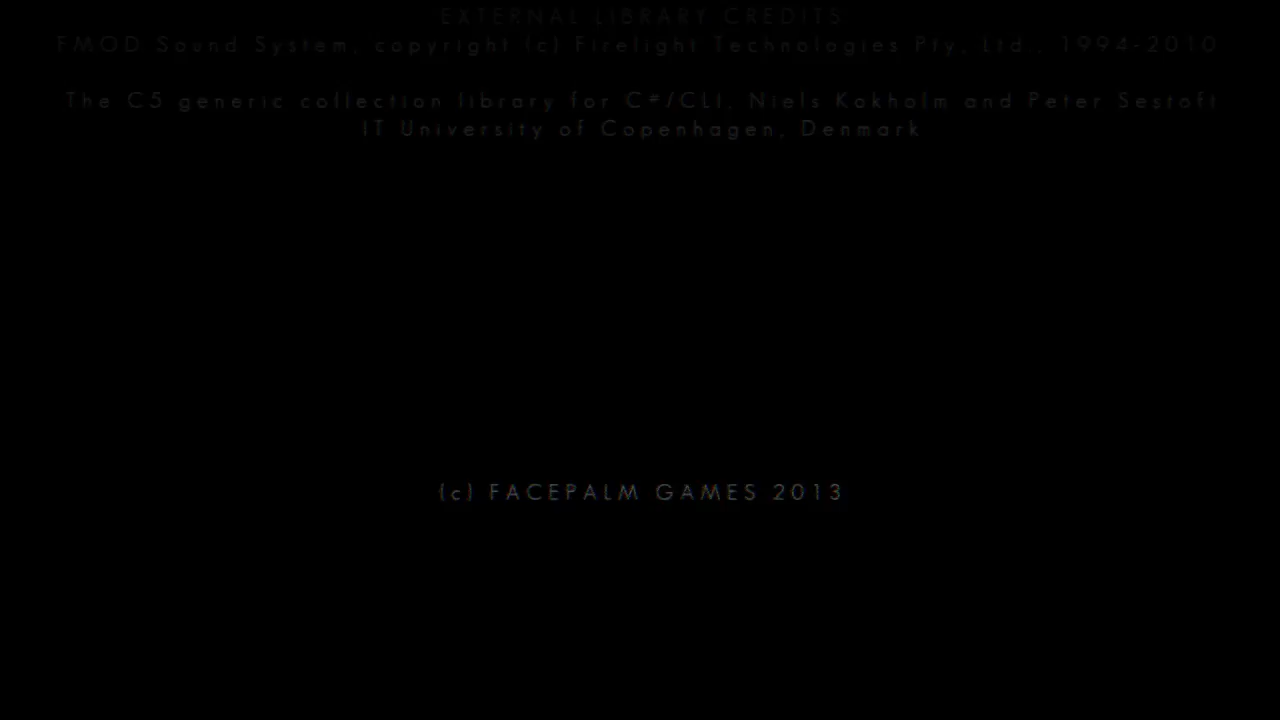 EXTERNAL LIBRARY CREDITS:
FMOD Sound System, copyright (c) Firelight Technologies Pty, Ltd., 1994-2010
The C5 generic collection library for C#/CLI, Niels Kokholm and Peter Sestoft
IT University of Copenhagen, Denmark
(c) FACEPALM GAMES 2013